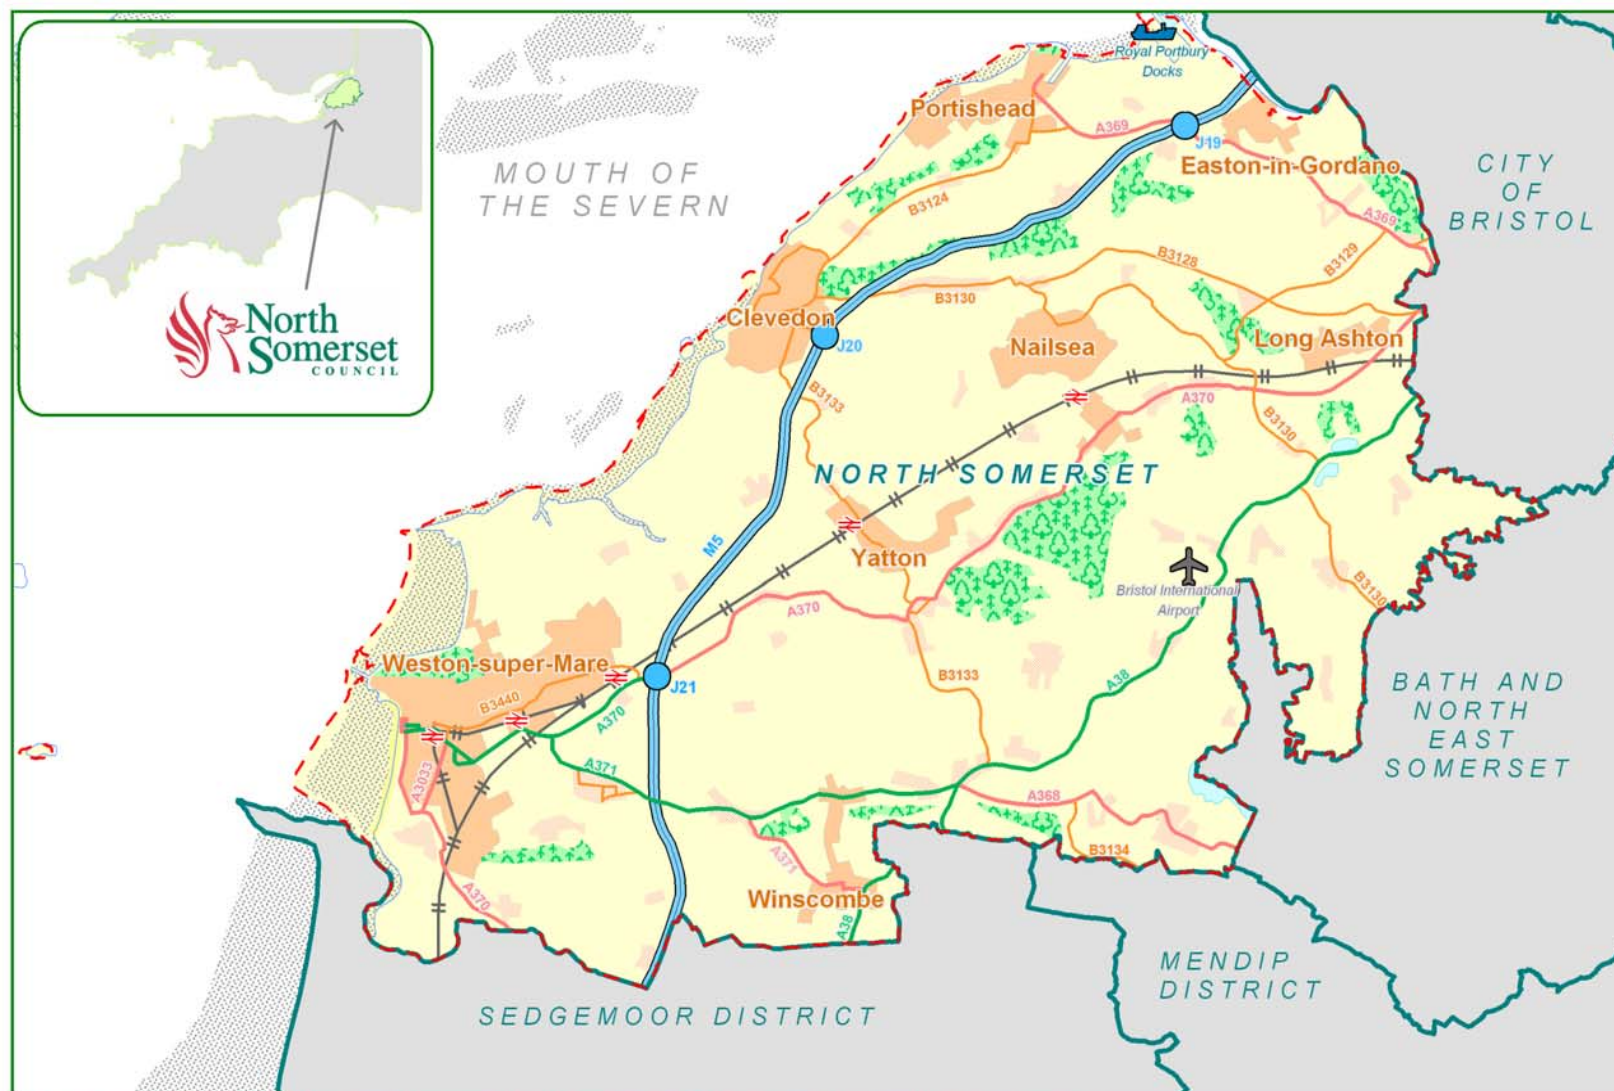 Royal Portbury
Docks
Portishead
A369
J19
MOUTH OF
THE SEVERN
Easton-in-Gordano
CITY
OF
BRISTOL
B3124
A369
B3129
B3128
B3130
North
Somerset
COUNCIL
Clevedon
J20
Nailsea
Long Ashton
B3133
A370
B3130
NORTH SOMERSET
M5
Yatton
Bristol International
Airport
B3130
A370
Weston-super-Mare
J21
B3133
A38
B3440
A370
BATH AND
NORTH
EAST
SOMERSET
A371
A3033
A368
B3134
A371
A370
Winscombe
A38
MENDIP
DISTRICT
SEDGEMOOR DISTRICT